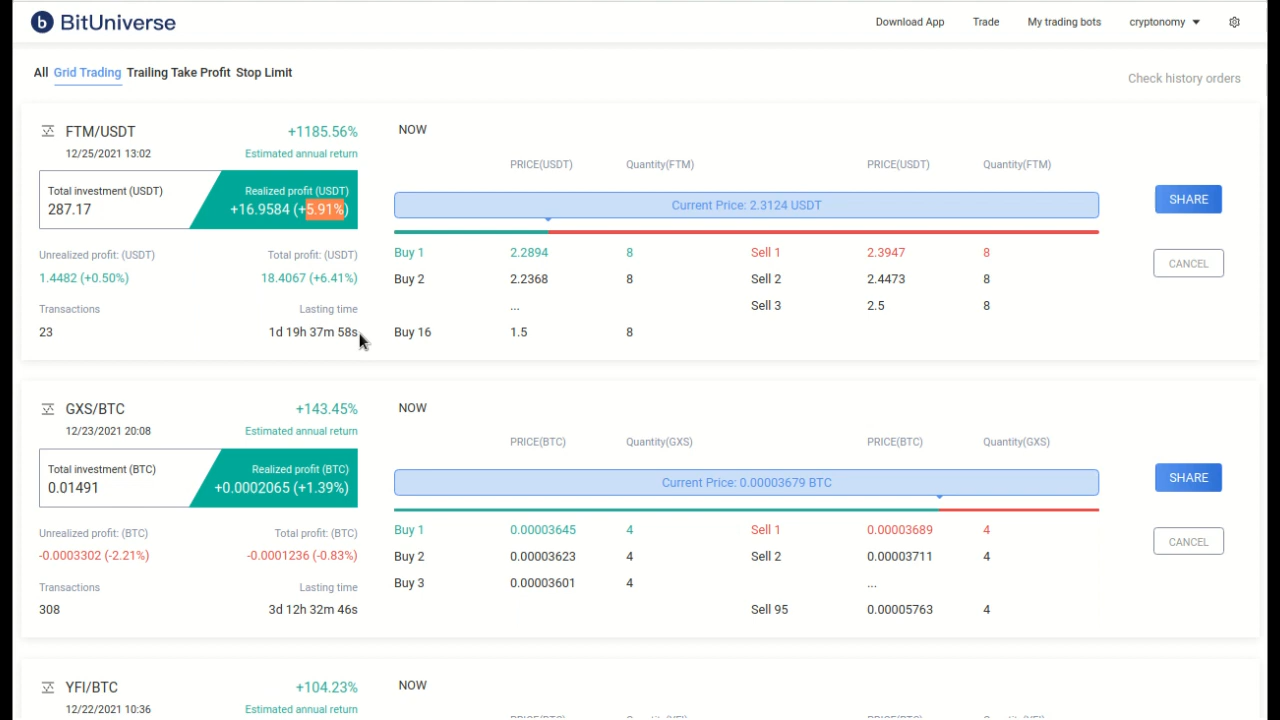 BitUniverse
Download App Trade My trading bots cryptonomy
All Grid Trading Trailing Take Profit Stop Limit
Check history orders
FTM/USDT +1185.56%
12/25/2021 13:02 Estimated annual return
Total investment (USDT) Realized profit (USDT)
287.17 +16.9584 (+5.91%)
Unrealized profit: (USDT) Total profit: (USDT)
1.4482 (+0.50%) 18.4067 (+6.41%)
Transactions Lasting time
23 1d 19h 37m 58s
NOW
PRICE(USDT) Quantity(FTM) PRICE(USDT) Quantity(FTM)
Current Price: 2.3124 USDT
Buy 1 2.2894 8 Sell 1 2.3947 8
Buy 2 2.2368 8 Sell 2 2.4473 8
... Sell 3 2.5 8
Buy 16 1.5 8
SHARE
CANCEL
GXS/BTC +143.45%
12/23/2021 20:08 Estimated annual return
Total investment (BTC) Realized profit (BTC)
0.01491 +0.0002065 (+1.39%)
Unrealized profit: (BTC) Total profit: (BTC)
-0.0003302 (-2.21%) -0.0001236 (-0.83%)
Transactions Lasting time
308 3d 12h 32m 46s
NOW
PRICE(BTC) Quantity(GXS) PRICE(BTC) Quantity(GXS)
Current Price: 0.00003679 BTC
Buy 1 0.00003645 4 Sell 1 0.00003689 4
Buy 2 0.00003623 4 Sell 2 0.00003711 4
Buy 3 0.00003601 4 ...
Sell 95 0.00005763 4
SHARE
CANCEL
YFI/BTC +104.23%
12/22/2021 10:36 Estimated annual return
NOW